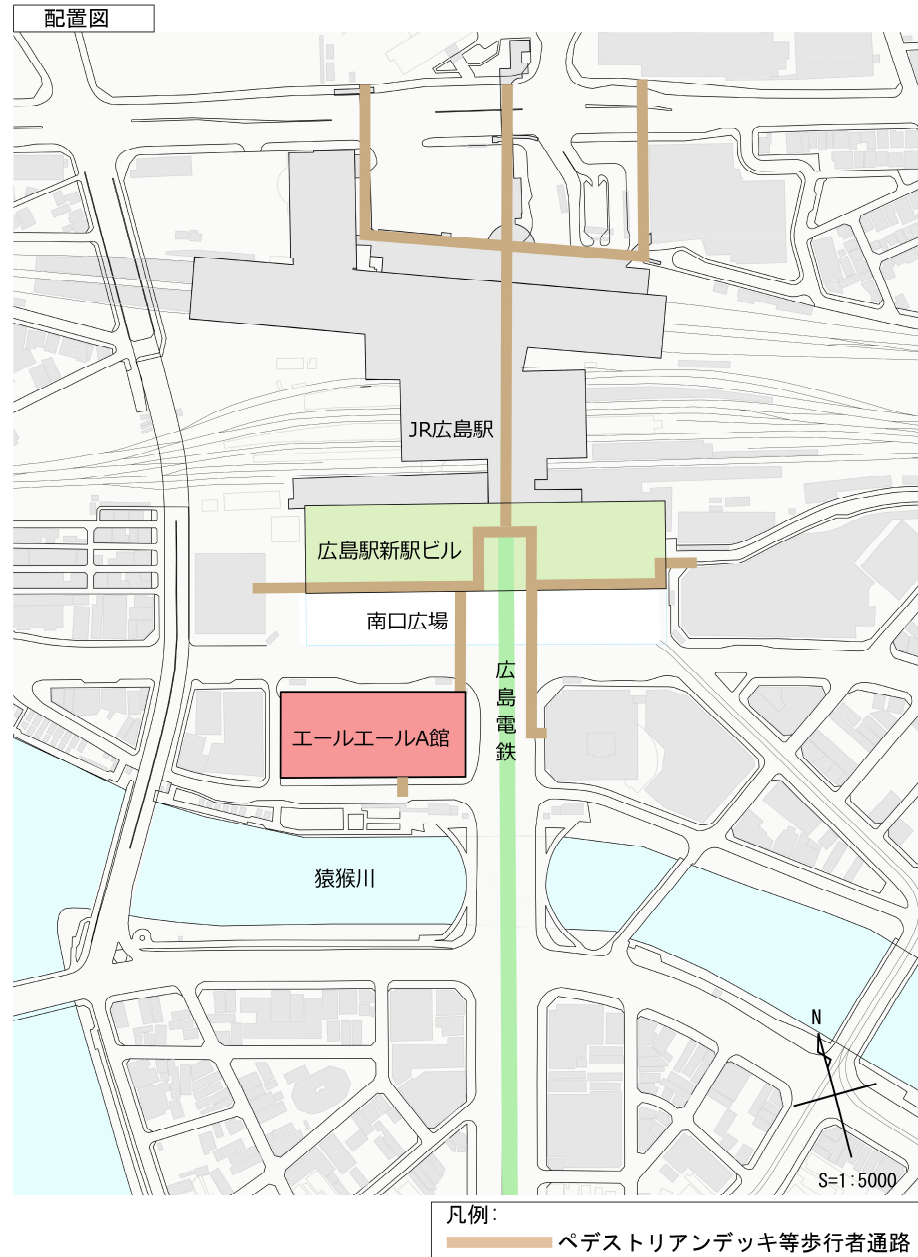 配置図
JR広島駅
広島駅新駅ビル
南口広場
広島電鉄
エールエールA館
猿猴川
N
S=1:5000
凡例:
ペデストリアンデッキ等歩行者通路